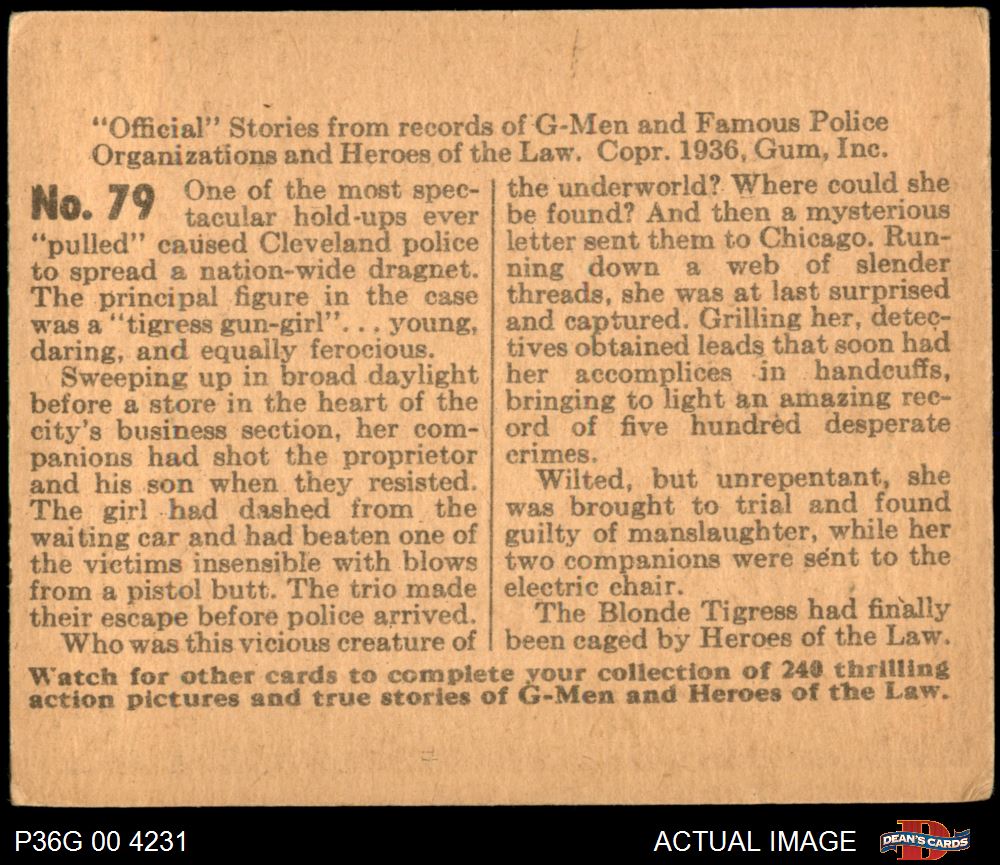 “Official” Stories from records of G-Men and Famous Police
Organizations and Heroes of the Law. Copr. 1936, Gum, Inc.
No. 79 One of the most spec-
tacular hold-ups ever
“pulled” caused Cleveland police
to spread a nation-wide dragnet.
The principal figure in the case
was a “tigress gun-girl”... young,
daring, and equally ferocious.
Sweeping up in broad daylight
before a store in the heart of the
city’s business section, her com-
panions had shot the proprietor
and his son when they resisted.
The girl had dashed from the
waiting car and had beaten one of
the victims insensible with blows
from a pistol butt. The trio made
their escape before police arrived.
Who was this vicious creature of
the underworld? Where could she
be found? And then a mysterious
letter sent them to Chicago. Run-
ning down a web of slender
threads, she was at last surprised
and captured. Grilling her, detec-
tives obtained leads that soon had
her accomplices in handcuffs,
bringing to light an amazing rec-
ord of five hundred desperate
crimes.
Wilted, but unrepentant, she
was brought to trial and found
guilty of manslaughter, while her
two companions were sent to the
electric chair.
The Blonde Tigress had finally
been caged by Heroes of the Law.
Watch for other cards to complete your collection of 240 thrilling
action pictures and true stories of G-Men and Heroes of the Law.
P36G 00 4231
ACTUAL IMAGE
DEAN'S CARDS